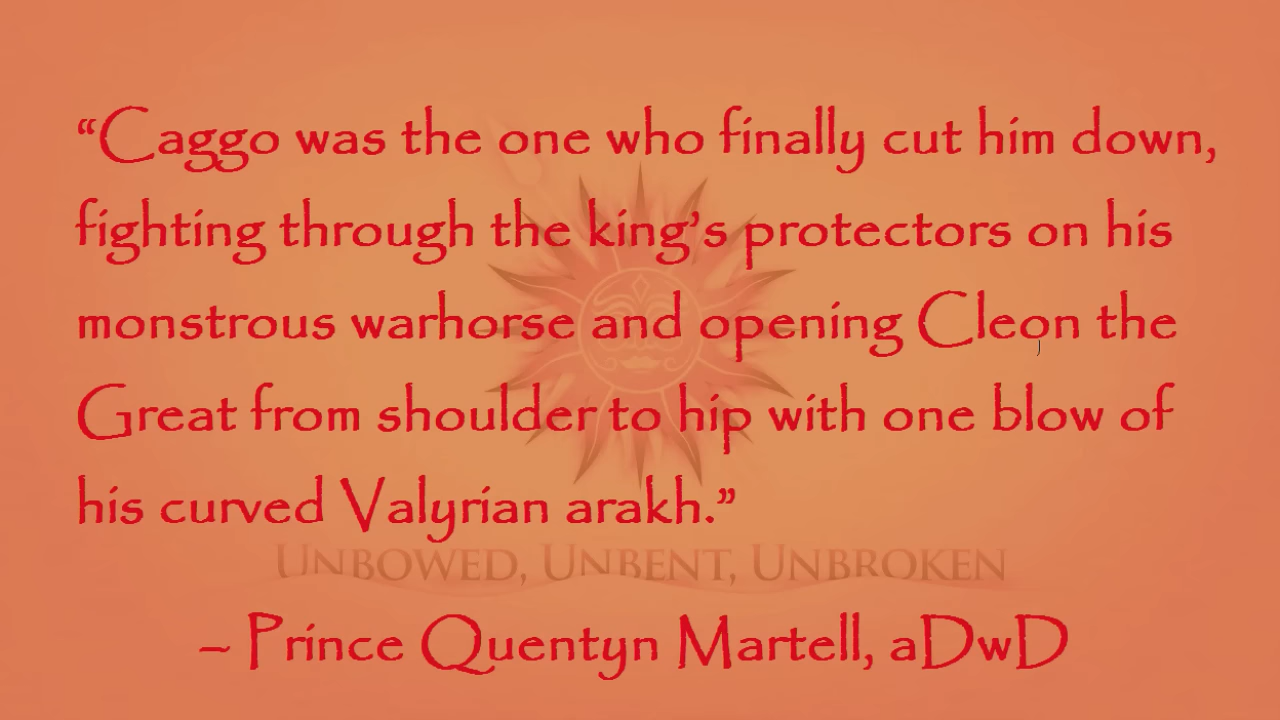 “Caggo was the one who finally cut him down,
fighting through the king’s protectors on his
monstrous warhorse and opening Cleon the
Great from shoulder to hip with one blow of
his curved Valyrian arakh.”
UNBOWED, UNBENT, UNBROKEN
– Prince Quentyn Martell, aDwD